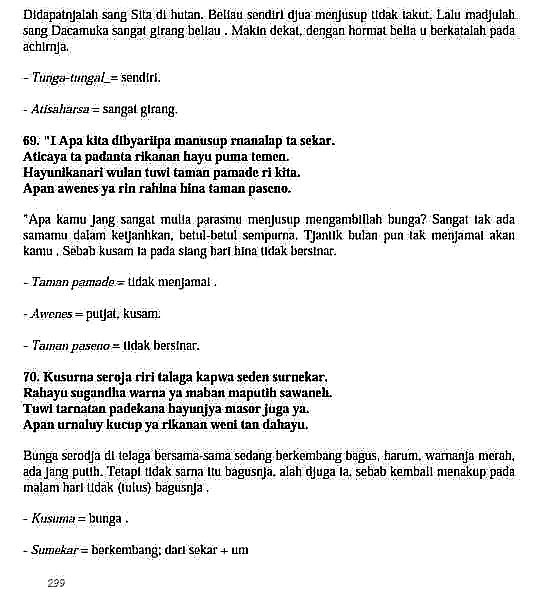 Didapatnjalah sang Sita di hutan. Beliau sendiri djua menjusup tidak takut. Lalu madjulah
sang Dacamuka sangat girang beliau . Makin dekat, dengan hormat belia u berkatalah pada
achirnja.
- Tunga-tungal_= sendiri.
- Atisaharsa = sangat girang.
69. "I Apa kita dibyariipa manusup rnanalap ta sekar.
Aticaya ta padanta rikanan hayu puma temen.
Hayunikanari wulan tuwi taman pamade ri kita.
Apan awenes ya rin rahina hina taman paseno.
"Apa kamu jang sangat mulia parasmu menjusup mengambillah bunga? Sangat tak ada
samamu dalam ketjanhkan, betul-betul sempurna. Tjantik bulan pun tak menjamai akan
kamu . Sebab kusam ia pada siang hari hina tidak bersinar.
- Taman pamade = tidak menjamai .
- Awenes = putjat, kusam.
- Taman paseno = tidak bersinar.
70. Kusurna seroja riri talaga kapwa seden surnekar.
Rahayu sugandha warna ya maban maputih sawaneh.
Tuwi tarnatan padekana hayunjya masor juga ya.
Apan urnaluy kucup ya rikanan weni tan dahayu.
Bunga serodja di telaga bersama-sama sedang berkembang bagus, harum, warnanja merah,
ada jang putih. Tetapi tidak sarna itu bagusnja, alah djuga ia, sebab kembali menakup pada
malam hari tidak (tulus) bagusnja .
- Kusuma = bunga .
- Sumekar = berkembang; dari sekar + um
299